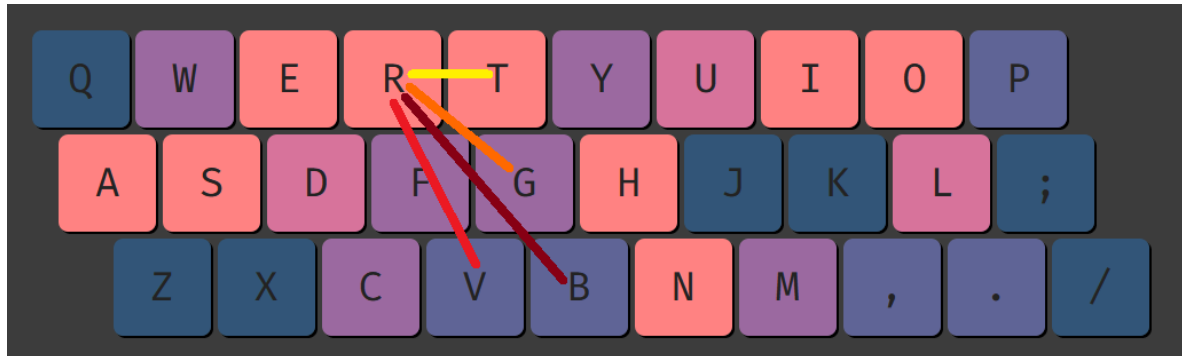 Q W E R T Y U I O P
A S D F G H J K L ;
Z X C V B N M , . /